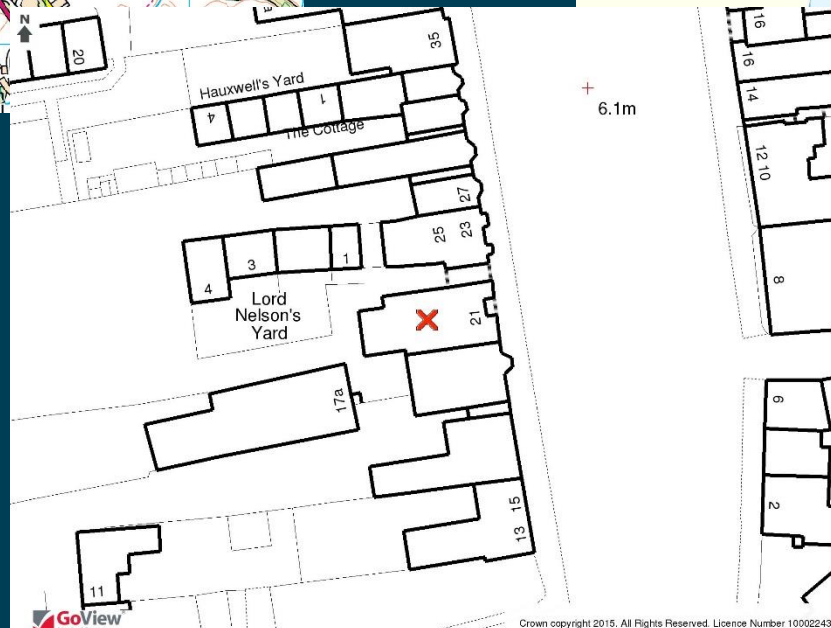 N
20
35
16
16
14
Hauxwell's Yard
4
1
The Cottage
6.1m
12 10
27
25
23
1
3
4
8
Lord
Nelson's
Yard
21
17a
6
2
15
13
11
GoView
Crown copyright 2015. All Rights Reserved. Licence Number 10002243